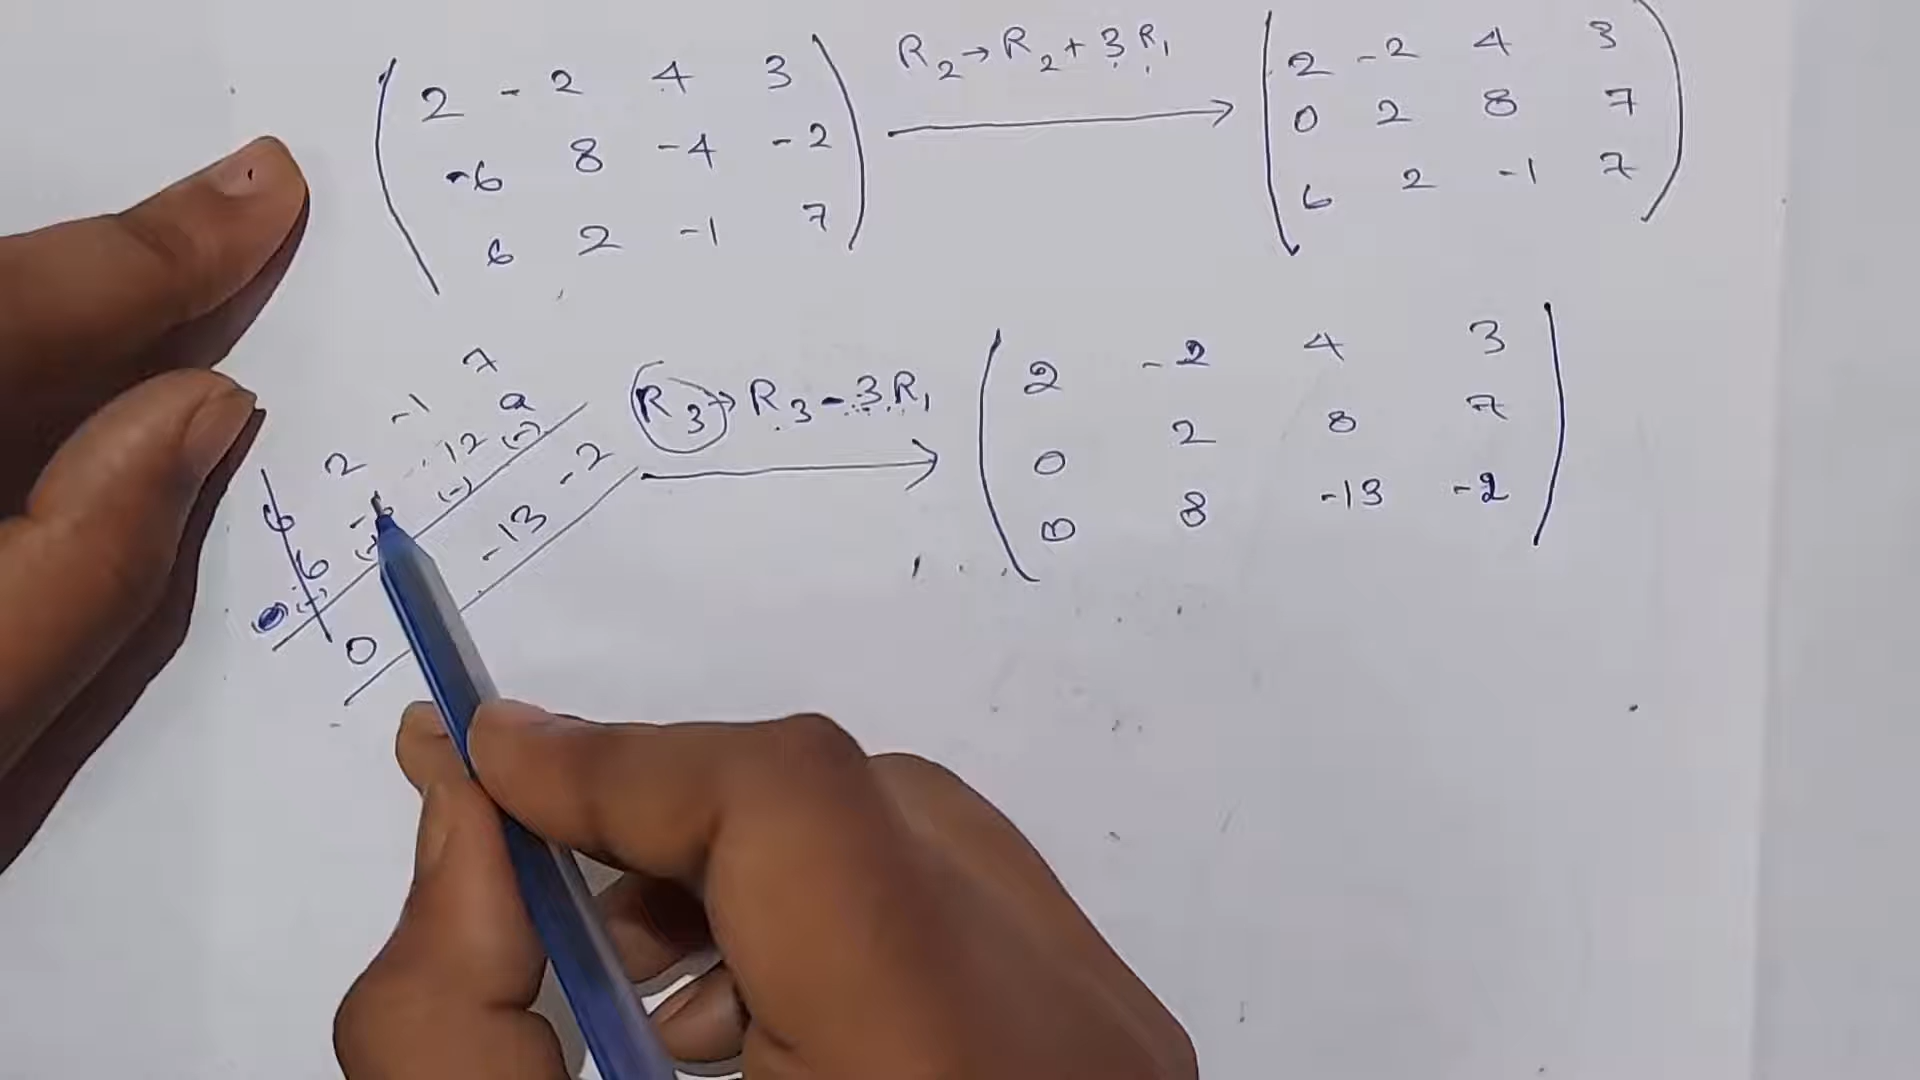 2 -2 4 3
-6 8 -4 -2
6 2 -1 7
R2→R2+3R1
2 -2 4 3
0 2 8 7
6 2 -1 7
6 2 -1 7
6 -6 12 9
(-) (-) (-)
0 -13 -2
R3→R3-3R1
2 -2 4 3
0 2 8 7
0 8 -13 -2